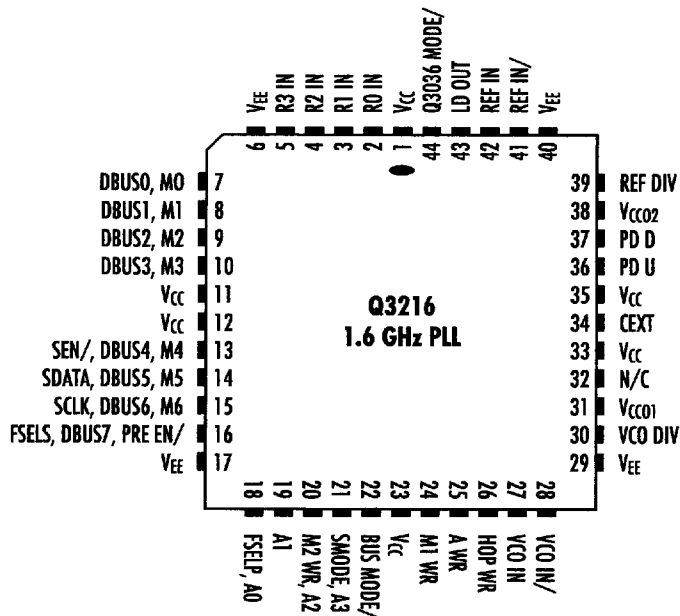 VEE
R3 IN
R2 IN
R1 IN
R0 IN
VCC
Q3036 MODE/
LD OUT
REF IN
REF IN/
VEE
6 5 4 3 2 1 44 43 42 41 40
DBUS0, M0 7
DBUS1, M1 8
DBUS2, M2 9
DBUS3, M3 10
VCC 11
VCC 12
SEN/, DBUS4, M4 13
SDATA, DBUS5, M5 14
SCLK, DBUS6, M6 15
FSELS, DBUS7, PRE EN/ 16
VEE 17
Q3216
1.6 GHz PLL
39 REF DIV
38 VCCO2
37 PD D
36 PD U
35 VCC
34 CEXT
33 VCC
32 N/C
31 VCCO1
30 VCO DIV
29 VEE
18 19 20 21 22 23 24 25 26 27 28
FSELP, A0
A1
M2 WR, A2
SMODE, A3
BUS MODE/
VCC
M1 WR
A WR
HOP WR
VCO IN
VCO IN/